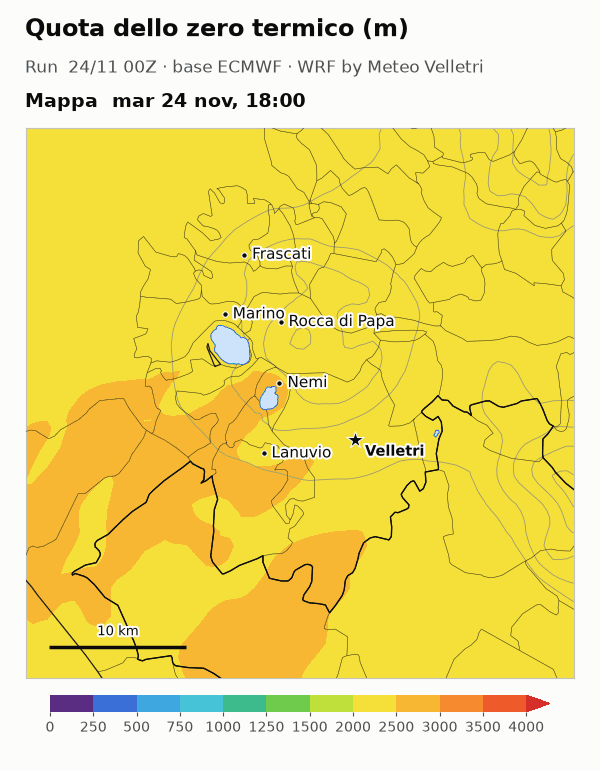 Quota dello zero termico (m)
Run 24/11 00Z · base ECMWF · WRF by Meteo Velletri
Mappa mar 24 nov, 18:00
Frascati
Marino
Rocca di Papa
Nemi
Velletri
Lanuvio
10 km
0 250 500 750 1000 1250 1500 2000 2500 3000 3500 4000